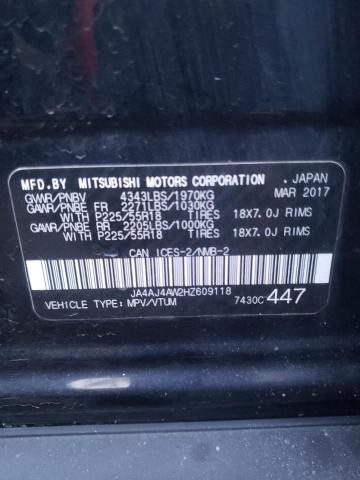 MFD.BY MITSUBISHI MOTORS CORPORATION . JAPAN
GVWR/PNBV 4343LBS/1970KG MAR 2017
GAWR/PNBE FR 2271LBS/1030KG
WITH P225/55R18 TIRES 18X7.0J RIMS
GAWR/PNBE RR 2205LBS/1000KG
WITH P225/55R18 TIRES 18X7.0J RIMS
CAN ICES-2/NMB-2
JA4AJ4AW2HZ609118
VEHICLE TYPE: MPV/VTUM 7430C 447